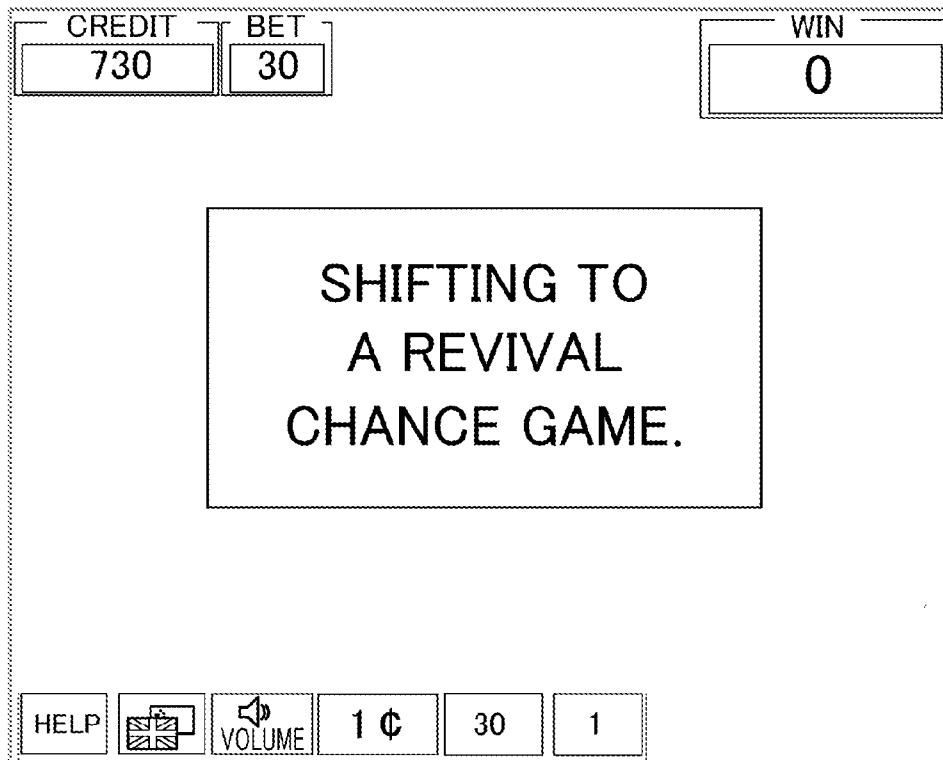 CREDIT BET WIN
730 30 0
SHIFTING TO
A REVIVAL
CHANCE GAME.
HELP VOLUME 1 ¢ 30 1